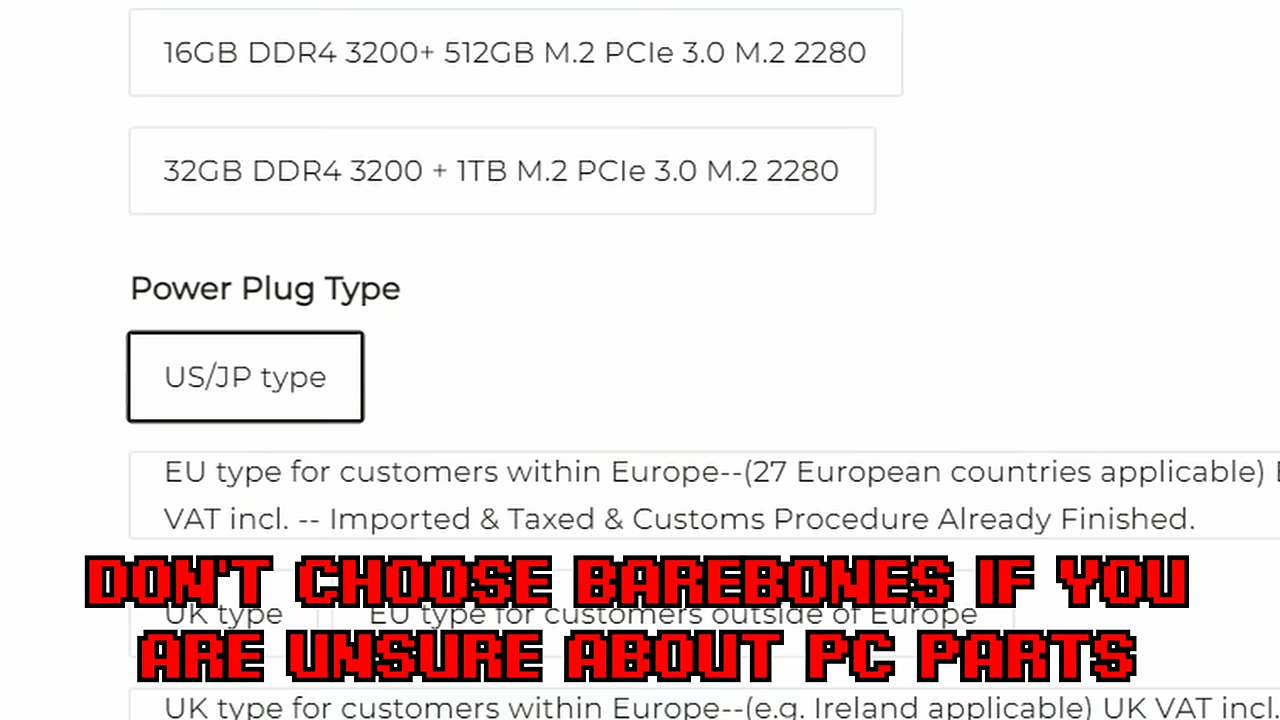 16GB DDR4 3200+ 512GB M.2 PCIe 3.0 M.2 2280
32GB DDR4 3200 + 1TB M.2 PCIe 3.0 M.2 2280
Power Plug Type
US/JP type
EU type for customers within Europe--(27 European countries applicable)
VAT incl. -- Imported & Taxed & Customs Procedure Already Finished.
DON'T CHOOSE BAREBONES IF YOU
UK type
EU type for customers outside of Europe
ARE UNSURE ABOUT PC PARTS
UK type for customers within Europe--(e.g. Ireland applicable) UK VAT incl.